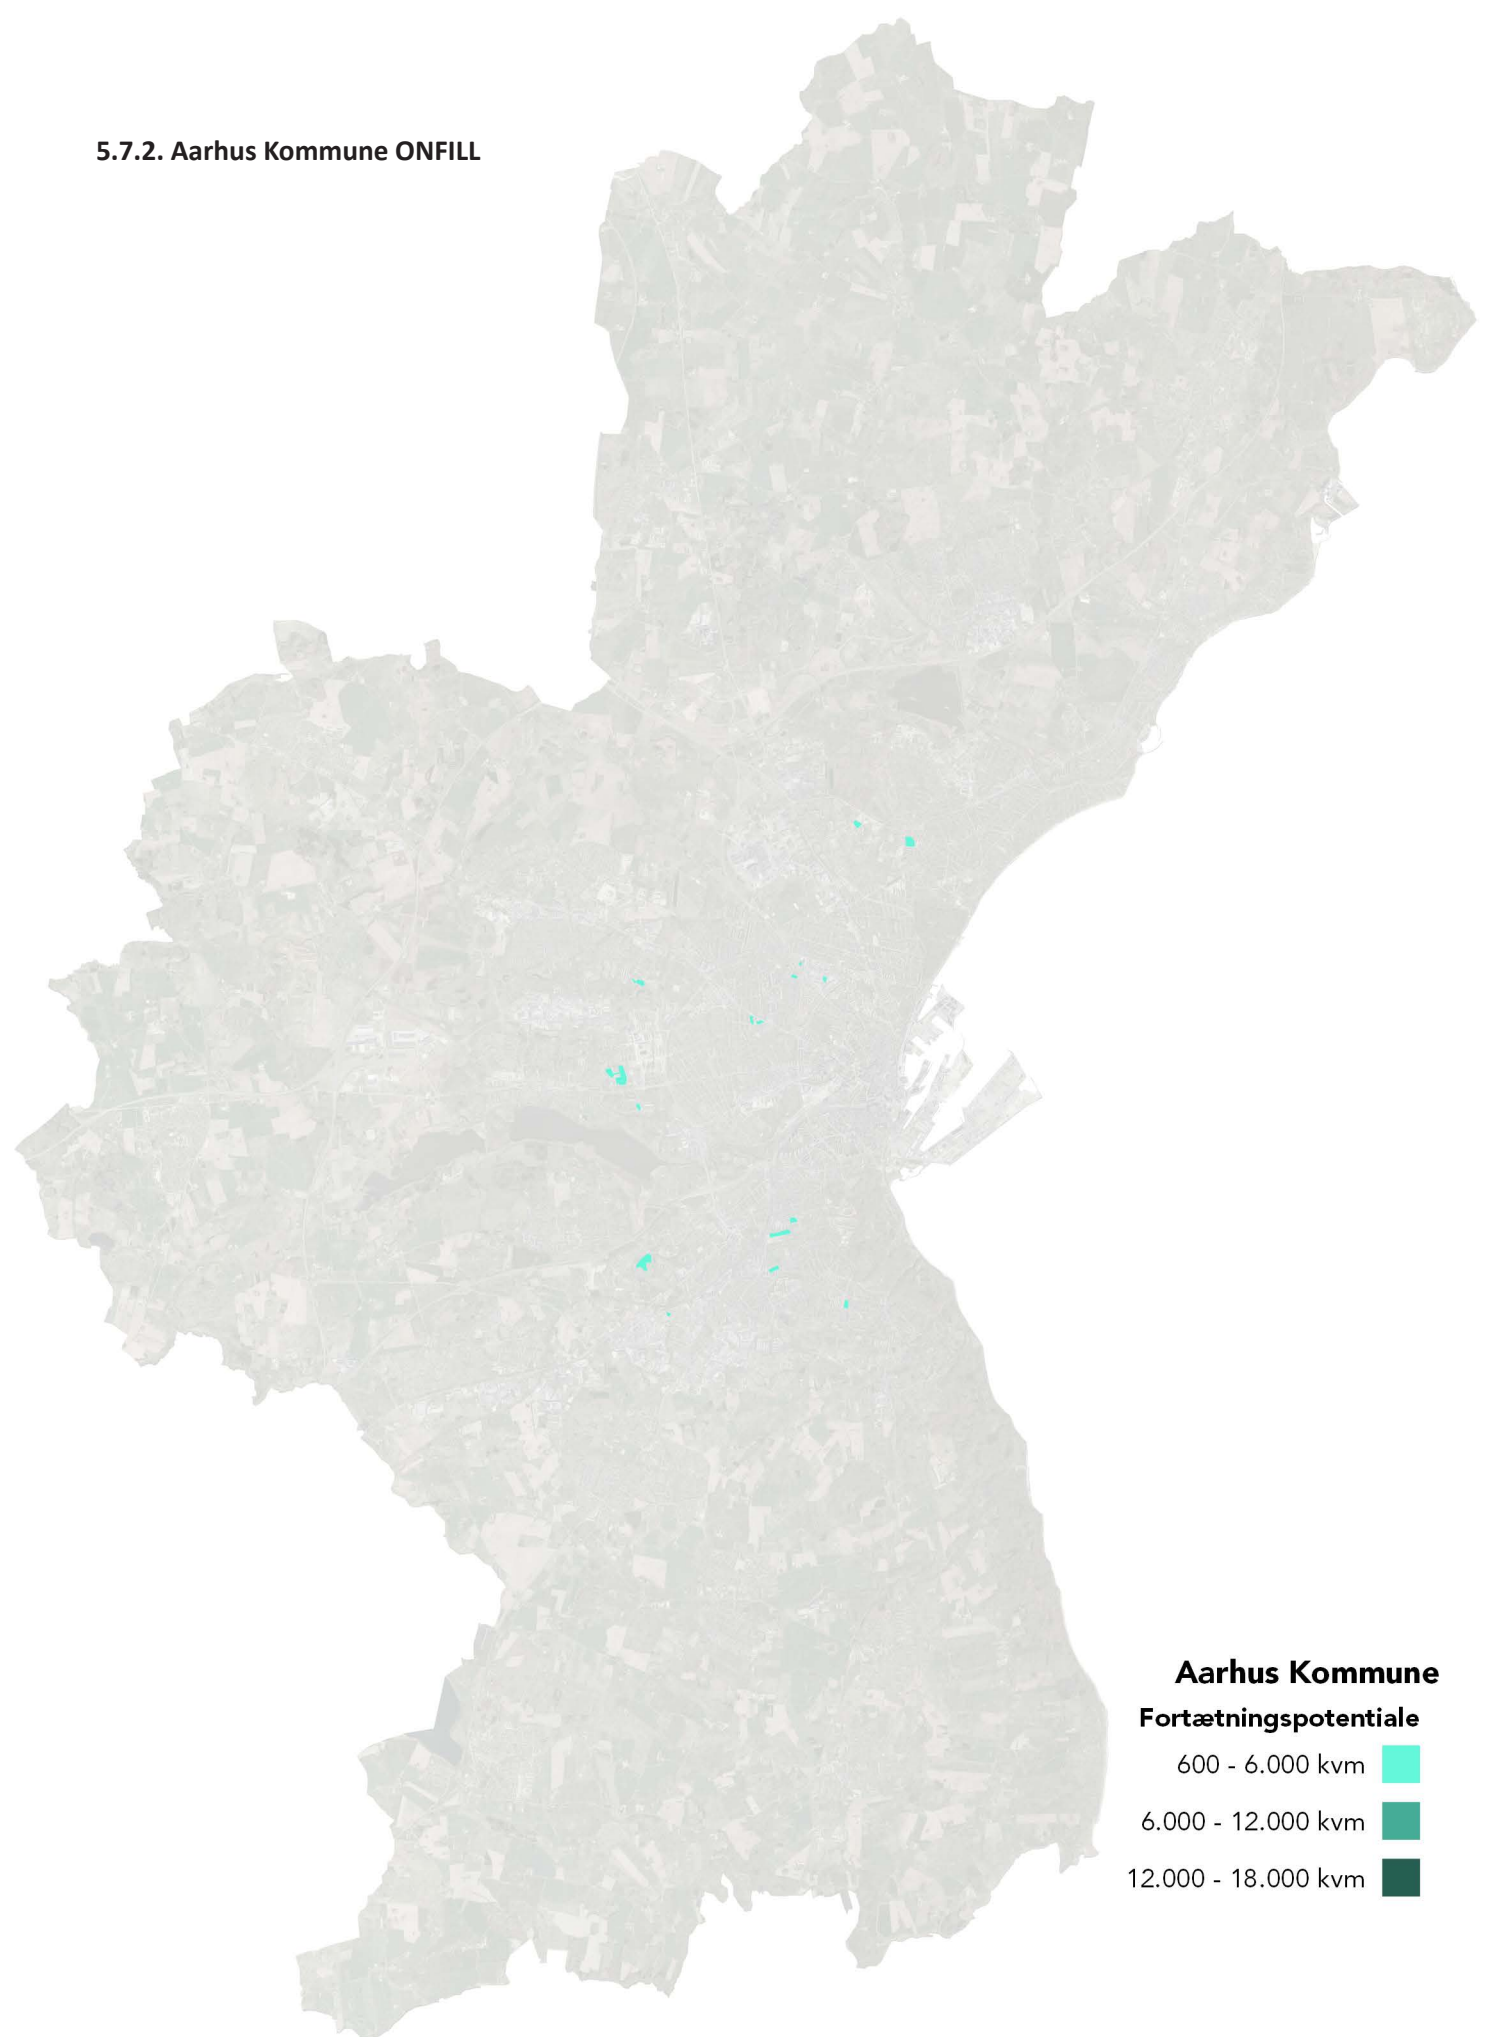 5.7.2. Aarhus Kommune ONFILL
Aarhus Kommune
Fortætningspotentiale
600 - 6.000 kvm
6.000 - 12.000 kvm
12.000 - 18.000 kvm